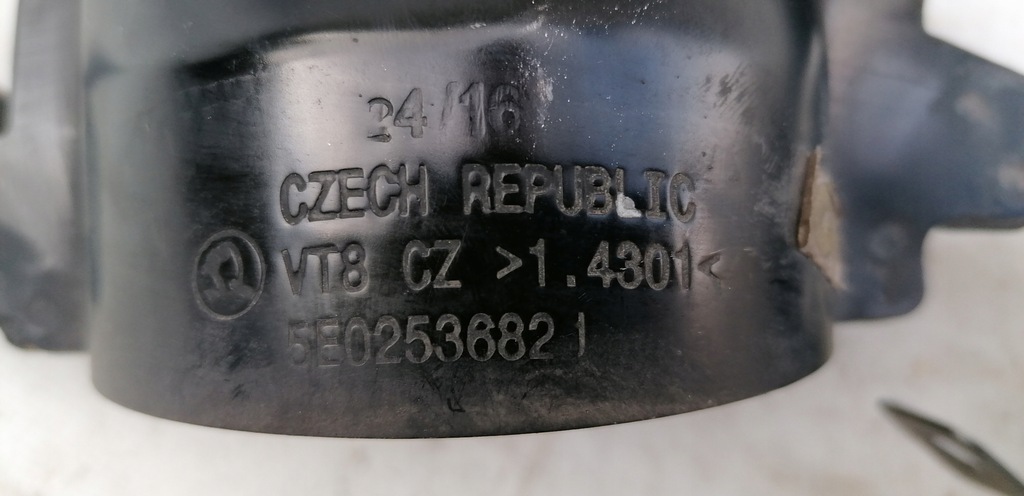 24/16
CZECH REPUBLIC
VT8 CZ >1.4301<
5E0253682